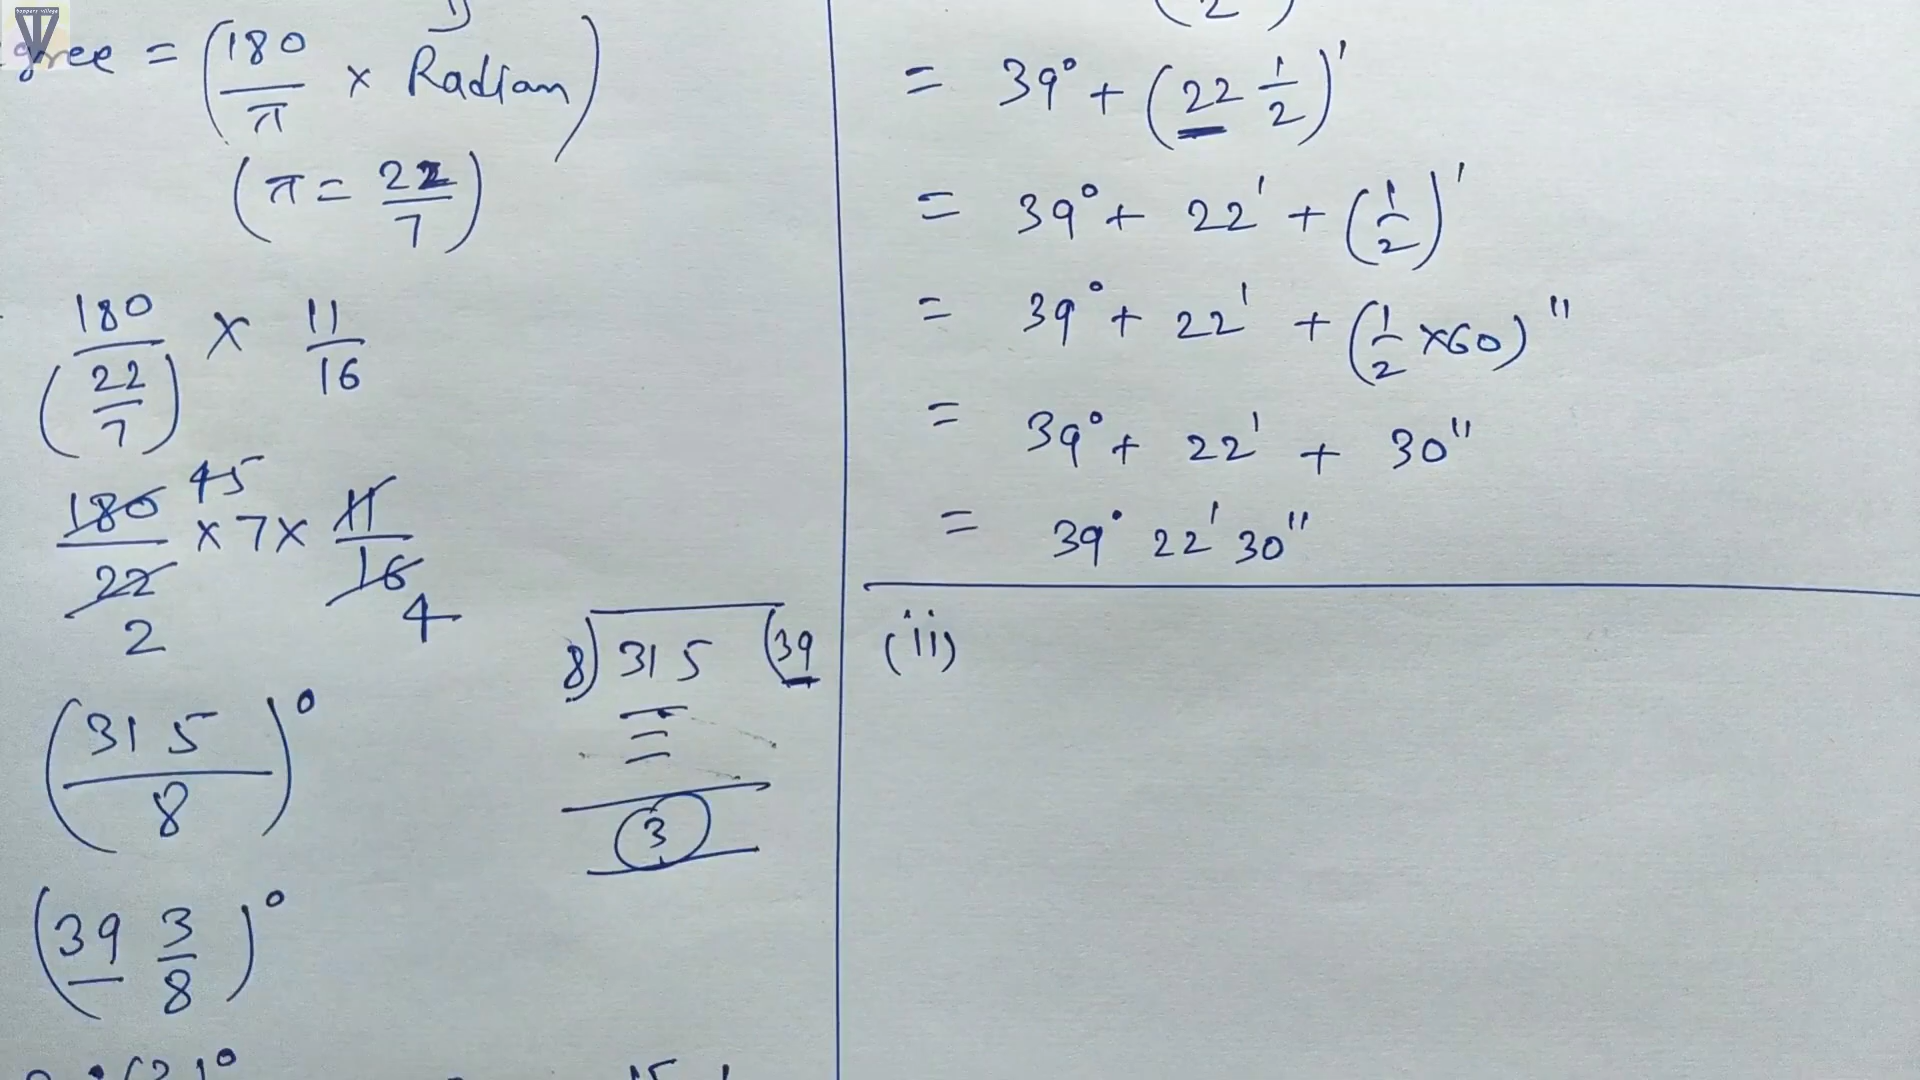 gree = (180/π × Radian)
(π = 22/7)
180/(22/7) × 11/16
45
180/22 × 7 × 11/16
2 4
(315/8)°
8) 315 (39
3
(39 3/8)°
= 39° + (22 1/2)'
= 39° + 22' + (1/2)'
= 39° + 22' + (1/2 × 60)"
= 39° + 22' + 30"
= 39° 22' 30"
(ii)